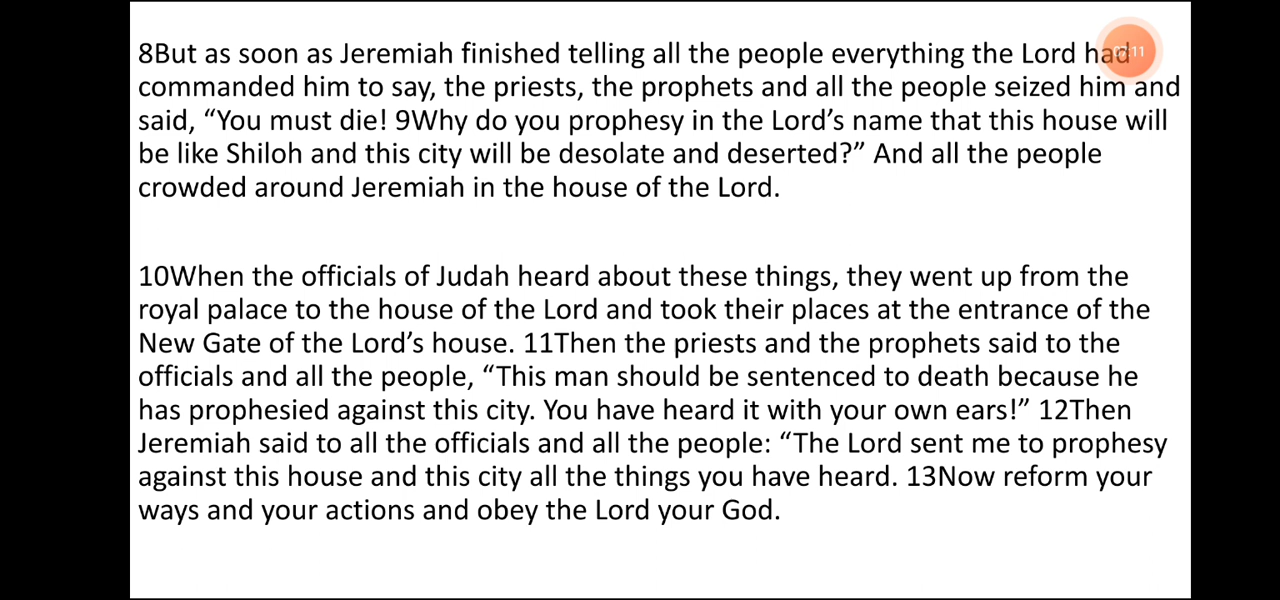 8But as soon as Jeremiah finished telling all the people everything the Lord had
commanded him to say, the priests, the prophets and all the people seized him and
said, “You must die! 9Why do you prophesy in the Lord’s name that this house will
be like Shiloh and this city will be desolate and deserted?” And all the people
crowded around Jeremiah in the house of the Lord.
10When the officials of Judah heard about these things, they went up from the
royal palace to the house of the Lord and took their places at the entrance of the
New Gate of the Lord’s house. 11Then the priests and the prophets said to the
officials and all the people, “This man should be sentenced to death because he
has prophesied against this city. You have heard it with your own ears!” 12Then
Jeremiah said to all the officials and all the people: “The Lord sent me to prophesy
against this house and this city all the things you have heard. 13Now reform your
ways and your actions and obey the Lord your God.